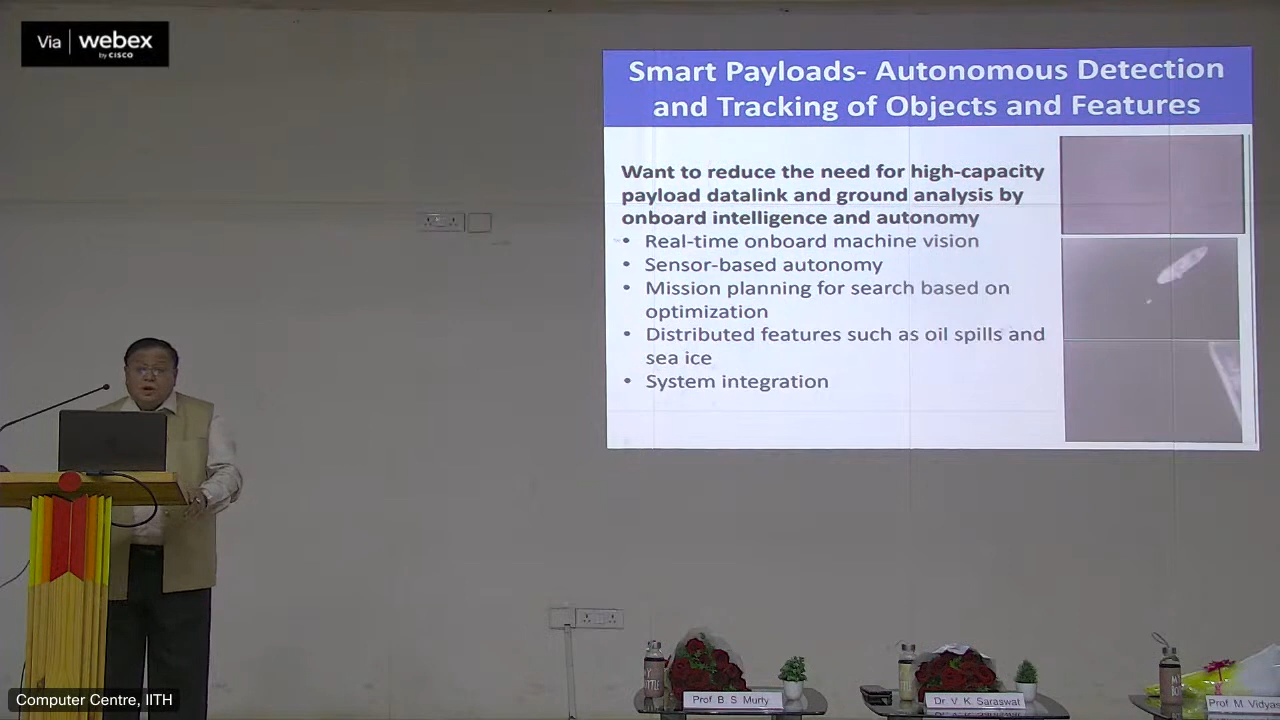 Via webex
by CISCO
Smart Payloads- Autonomous Detection
and Tracking of Objects and Features
Want to reduce the need for high-capacity
payload datalink and ground analysis by
onboard intelligence and autonomy
• Real-time onboard machine vision
• Sensor-based autonomy
• Mission planning for search based on
optimization
• Distributed features such as oil spills and
sea ice
• System integration
Prof B S Murty
Dr. V K Saraswat
Prof M Vidyas
Computer Centre, IITH